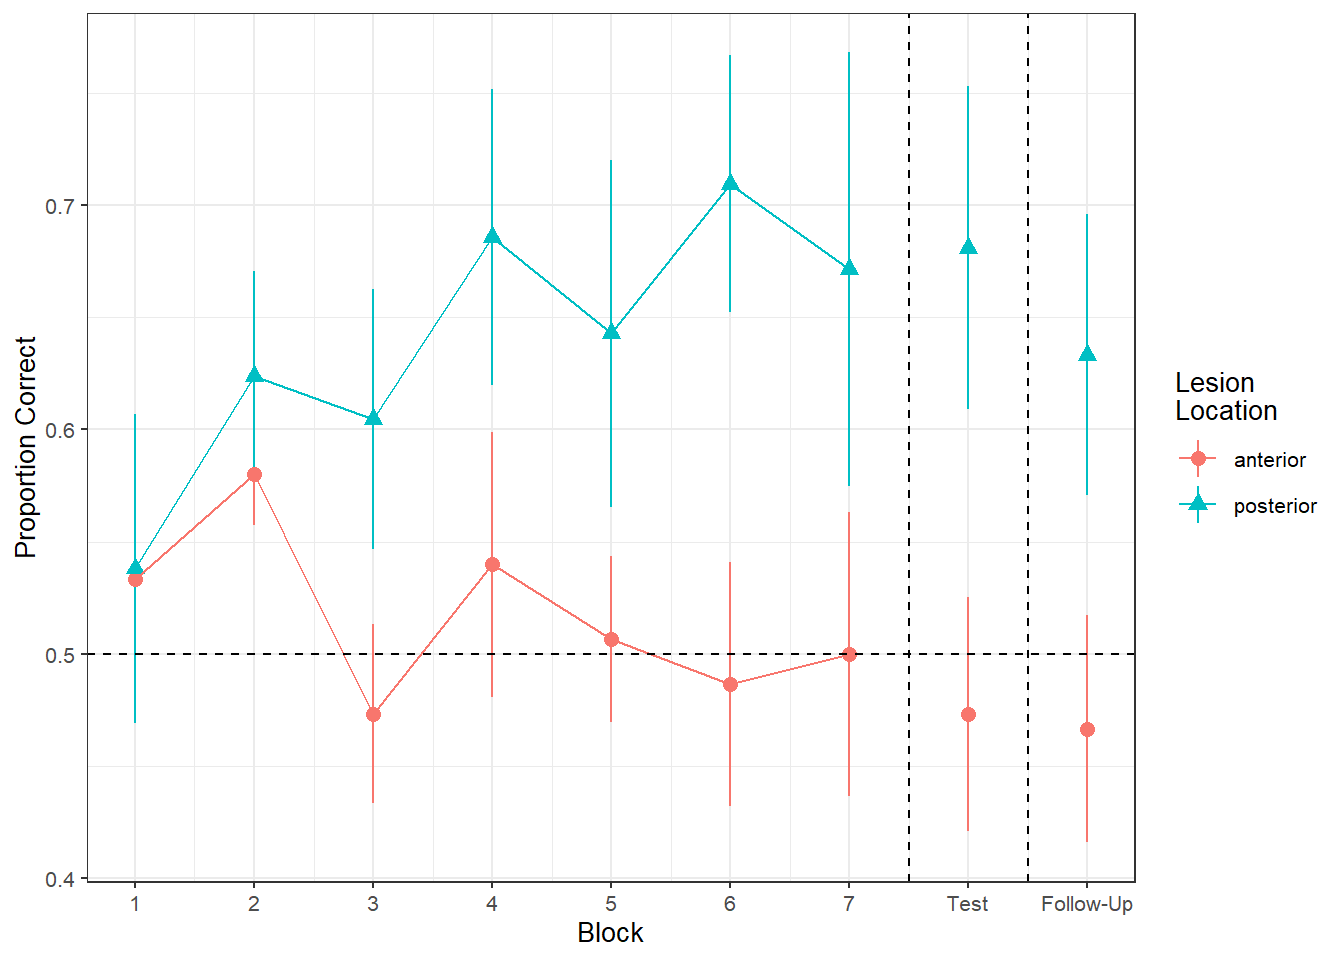 0.7
0.6
0.5
0.4
Proportion Correct
1 2 3 4 5 6 7 Test Follow-Up
Block
Lesion
Location
anterior
posterior